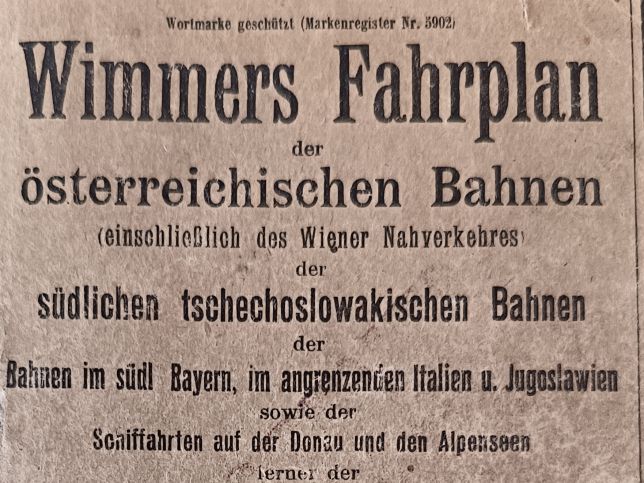 Wortmarke geschützt (Markenregister Nr. 5902)
Wimmers Fahrplan
der
österreichischen Bahnen
(einschließlich des Wiener Nahverkehres)
der
südlichen tschechoslowakischen Bahnen
der
Bahnen im südl Bayern, im angrenzenden Italien u. Jugoslawien
sowie der
Schiffahrten auf der Donau und den Alpenseen
ferner der